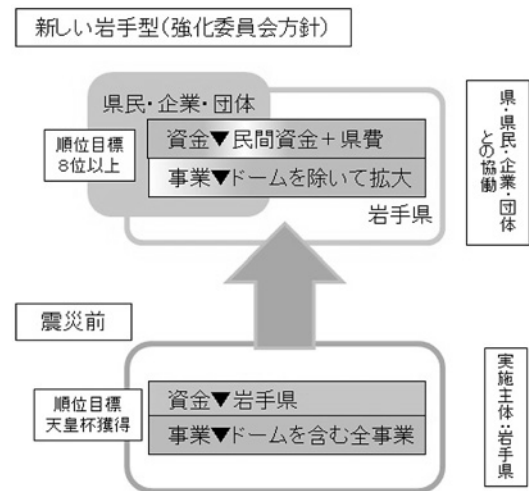 新しい岩手型(強化委員会方針)
県民・企業・団体
順位目標
8位以上
資金▼民間資金+県費
事業▼ドームを除いて拡大
岩手県
県・県民・企業・団体
との協働
震災前
順位目標
天皇杯獲得
資金▼岩手県
事業▼ドームを含む全事業
実施主体:岩手県